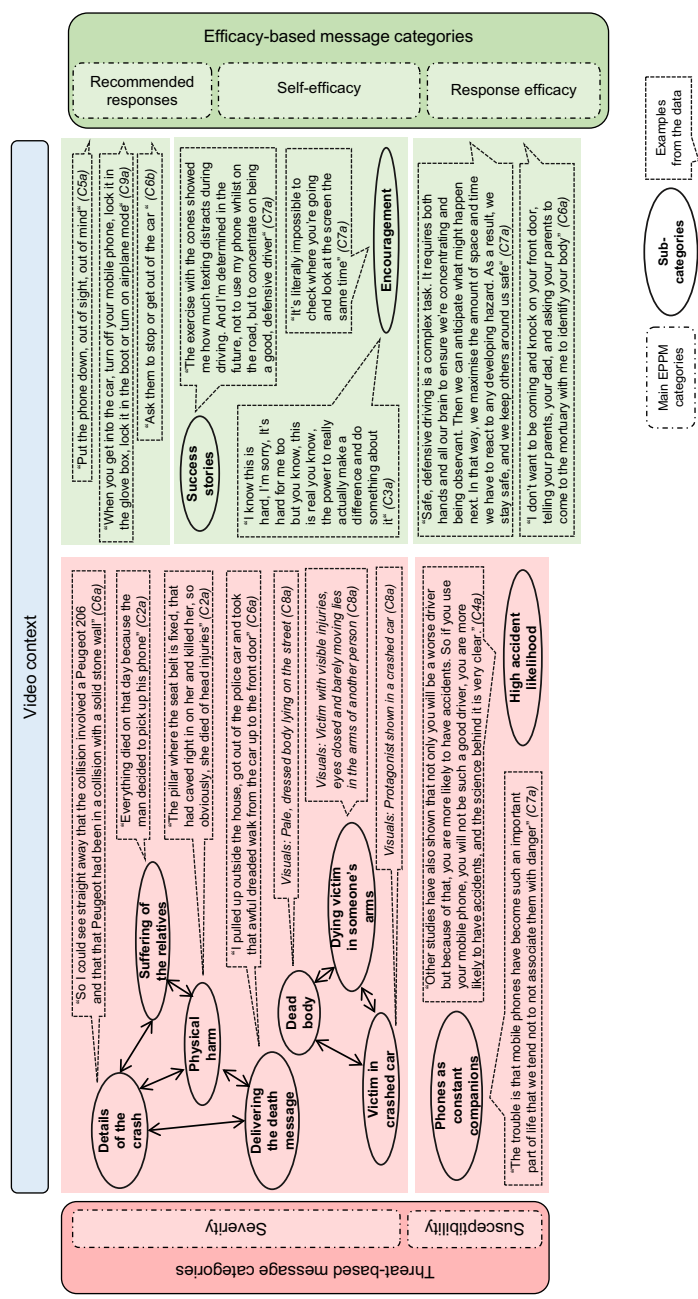 Video context
Threat-based message categories
Severity
Susceptibility
Details
of the
crash
Suffering of
the relatives
Physical
harm
Delivering
the death
message
Dead
body
Dying victim
in someone's
arms
Victim in
crashed car
“So I could see straight away that the collision involved a Peugeot 206
and that that Peugeot had been in a collision with a solid stone wall” (C6a)
“Everything died on that day because the
man decided to pick up his phone” (C2a)
“The pillar where the seat belt is fixed, that
had caved right in on her and killed her, so
obviously, she died of head injuries” (C2a)
“I pulled up outside the house, got out of the police car and took
that awful dreaded walk from the car up to the front door” (C6a)
Visuals: Pale, dressed body lying on the street (C8a)
Visuals: Victim with visible injuries,
eyes closed and barely moving lies
in the arms of another person (C8a)
Visuals: Protagonist shown in a crashed car (C8a)
Phones as
constant
companions
“Other studies have also shown that not only you will be a worse driver
but because of that, you are more likely to have accidents. So if you use
your mobile phone, you will not be such a good driver, you are more
likely to have accidents, and the science behind it is very clear.” (C4a)
“The trouble is that mobile phones have become such an important
part of life that we tend not to not associate them with danger” (C7a)
High accident
likelihood
“Put the phone down, out of sight, out of mind“ (C5a)
“When you get into the car, turn off your mobile phone, lock it in
the glove box, lock it in the boot or turn on airplane mode“ (C9a)
“Ask them to stop or get out of the car “ (C6b)
Success
stories
“The exercise with the cones showed
me how much texting distracts during
driving. And I'm determined in the
future, not to use my phone whilst on
the road, but to concentrate on being
a good, defensive driver” (C7a)
“I know this is
hard, I'm sorry, it's
hard for me too
but you know, this
is real you know,
the power to really
actually make a
difference and do
something about
it“ (C3a)
“It's literally impossible to
check where you're going
and look at the screen the
same time” (C7a)
Encouragement
“Safe, defensive driving is a complex task. It requires both
hands and all our brain to ensure we're concentrating and
being observant. Then we can anticipate what might happen
next. In that way, we maximise the amount of space and time
we have to react to any developing hazard. As a result, we
stay safe, and we keep others around us safe” (C7a)
“I don't want to be coming and knock on your front door,
telling your parents, your dad, and asking your parents to
come to the mortuary with me to identify your body” (C6a)
Efficacy-based message categories
Recommended
responses
Self-efficacy
Response efficacy
Main EPPM
categories
Sub-
categories
Examples
from the data